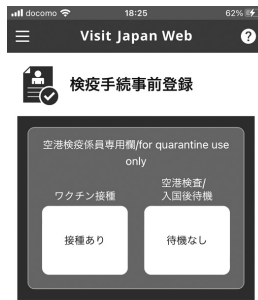 docomo 18:25 62%
Visit Japan Web ?
検疫手続事前登録
空港検疫係員専用欄/for quarantine use
only
ワクチン接種
空港検査/
入国後待機
接種あり
待機なし